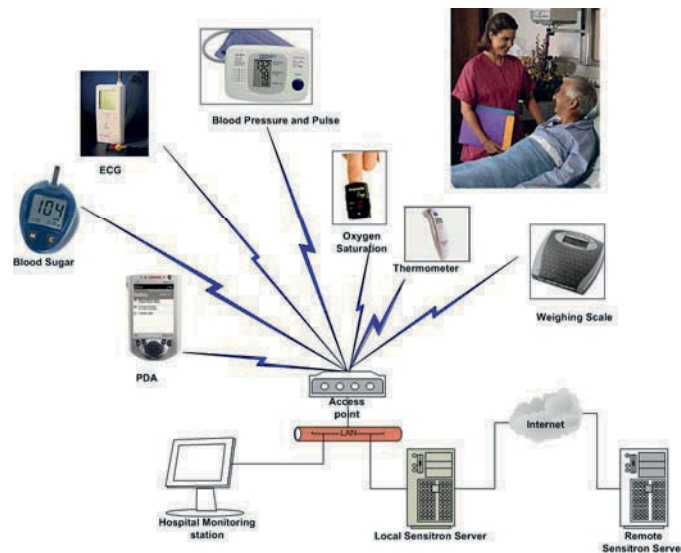 Blood Pressure and Pulse
ECG
104
Blood Sugar
Oxygen
Saturation
Thermometer
Weighing Scale
PDA
Access
point
LAN
Internet
Hospital Monitoring
station
Local Sensitron Server
Remote
Sensitron Serve